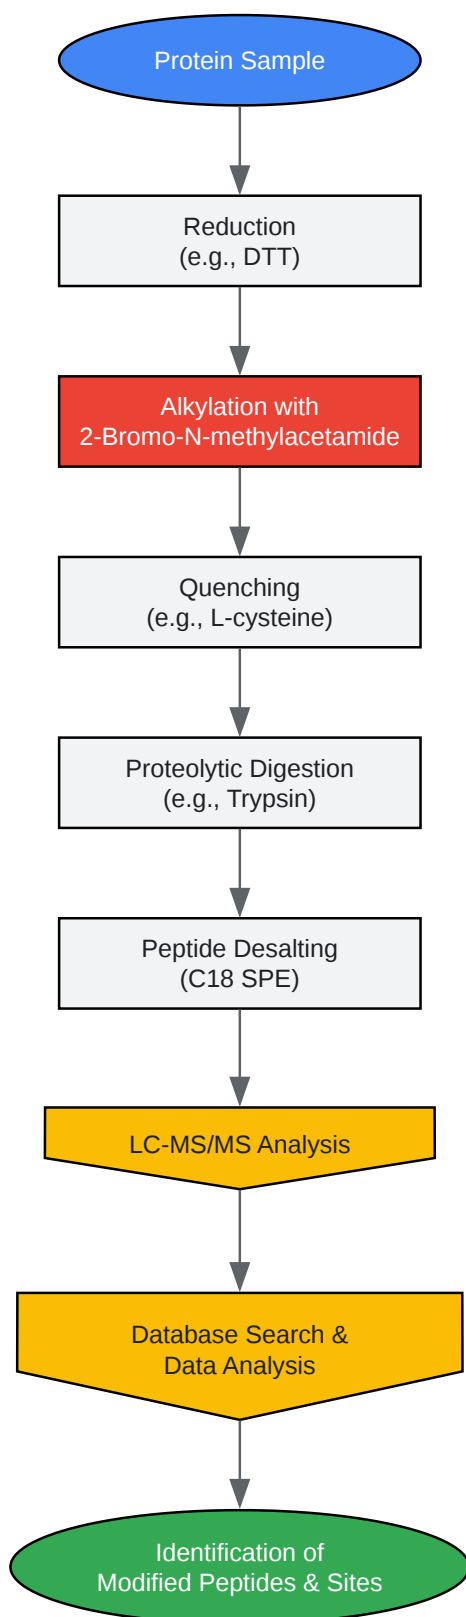 Protein Sample
Reduction
(e.g., DTT)
Alkylation with
2-Bromo-N-methylacetamide
Quenching
(e.g., L-cysteine)
Proteolytic Digestion
(e.g., Trypsin)
Peptide Desalting
(C18 SPE)
LC-MS/MS Analysis
Database Search &
Data Analysis
Identification of
Modified Peptides & Sites